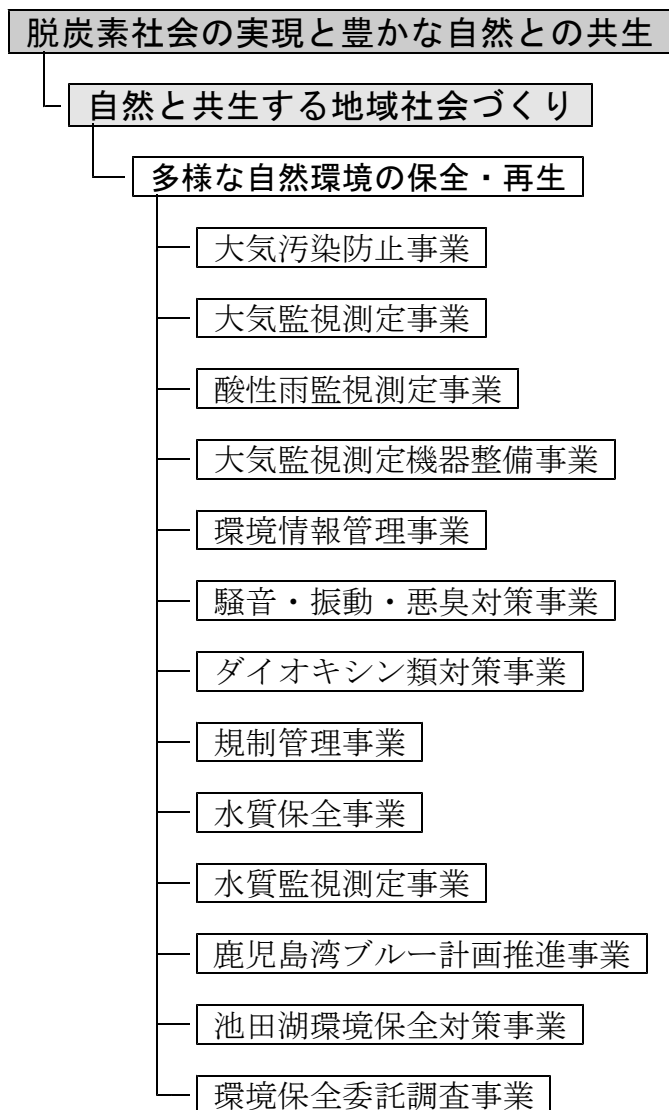 脱炭素社会の実現と豊かな自然との共生
自然と共生する地域社会づくり
多様な自然環境の保全・再生
大気汚染防止事業
大気監視測定事業
酸性雨監視測定事業
大気監視測定機器整備事業
環境情報管理事業
騒音・振動・悪臭対策事業
ダイオキシン類対策事業
規制管理事業
水質保全事業
水質監視測定事業
鹿児島湾ブルー計画推進事業
池田湖環境保全対策事業
環境保全委託調査事業